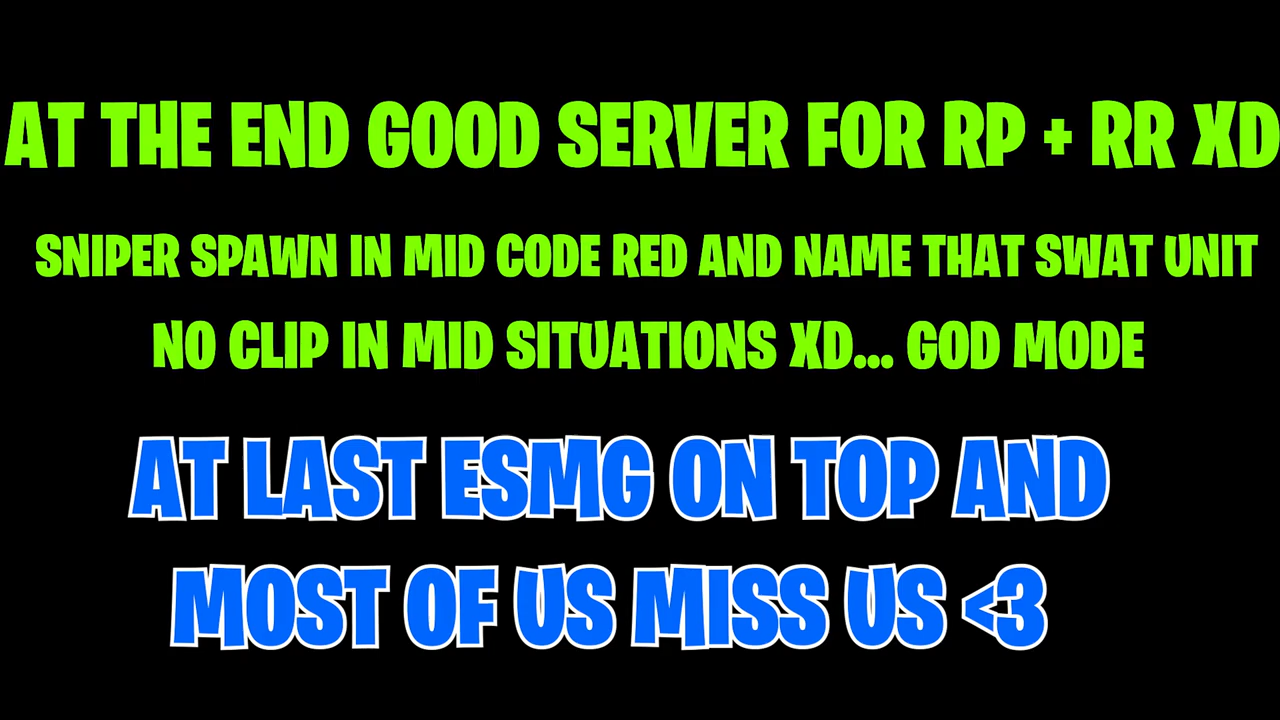 AT THE END GOOD SERVER FOR RP + RR XD
SNIPER SPAWN IN MID CODE RED AND NAME THAT SWAT UNIT
NO CLIP IN MID SITUATIONS XD... GOD MODE
AT LAST ESMG ON TOP AND
MOST OF US MISS US <3